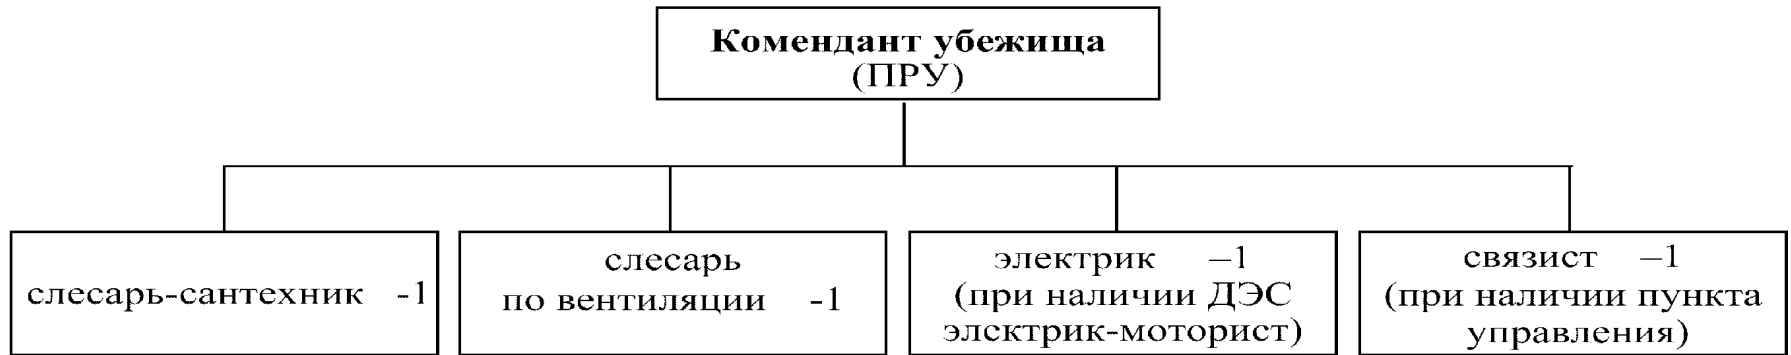 Комендант убежища
(ПРУ)
слесарь-сантехник -1
слесарь
по вентиляции -1
электрик –1
(при наличии ДЭС
элсктрик-моторист)
связист –1
(при наличии пункта
управления)